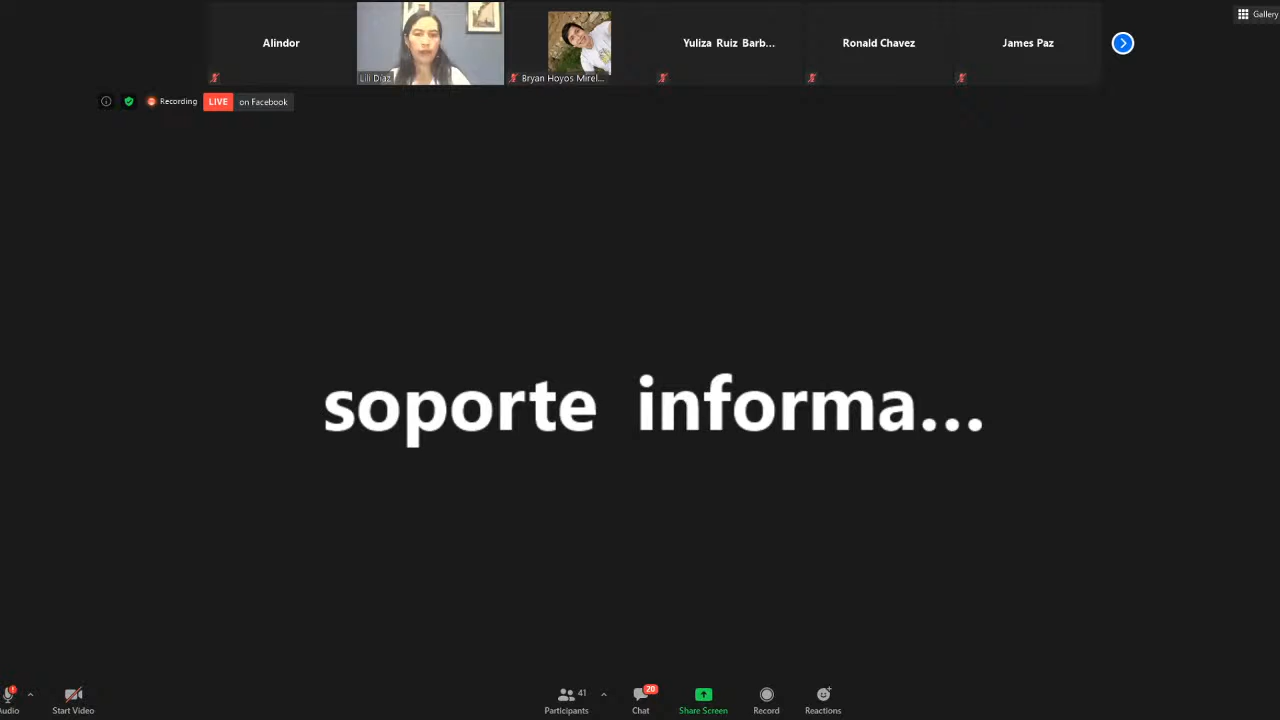 Gallery
Alindor
Lili Diaz
Bryan Hoyos Mirel...
Yuliza Ruiz Barb...
Ronald Chavez
James Paz
Recording
LIVE
on Facebook
soporte informa...
Audio
Start Video
Participants
41
Chat
20
Share Screen
Record
Reactions